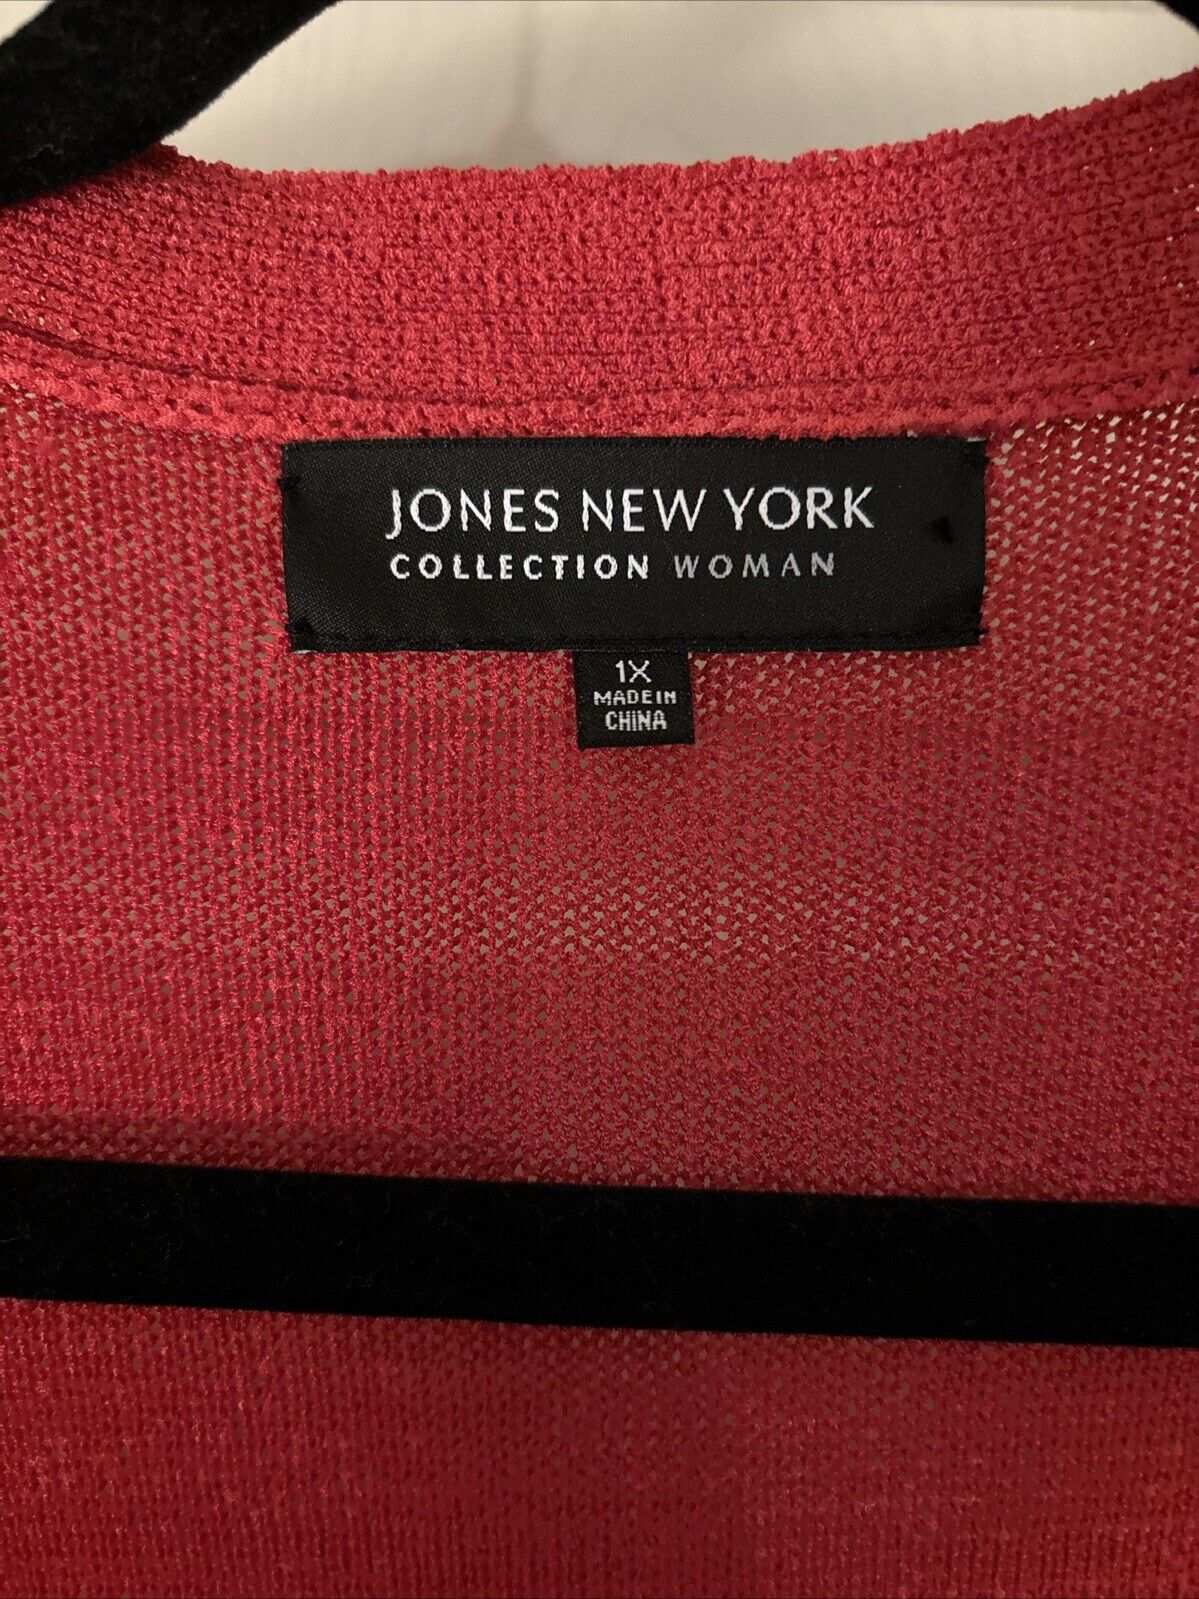 JONES NEW YORK
COLLECTION WOMAN
1X
MADE IN
CHINA